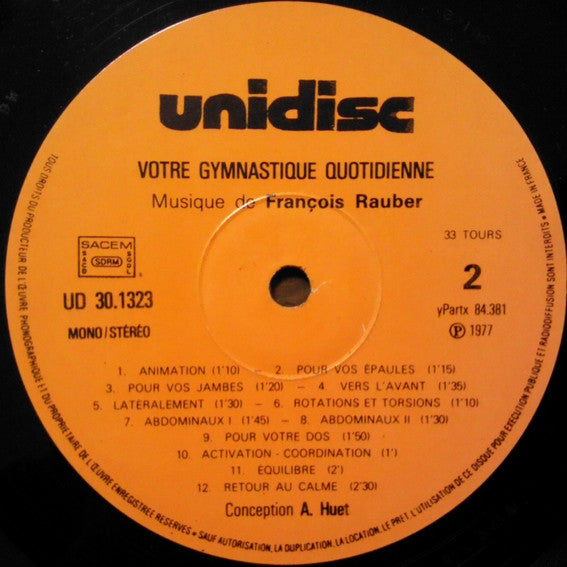 unidisc
VOTRE GYMNASTIQUE QUOTIDIENNE
Musique de François Rauber
33 TOURS
SACEM
SACD SDRM SGDL
2
UD 30.1323
yPartx 84.381
MONO/STÉRÉO
℗ 1977
1. ANIMATION (1'10) - 2. POUR VOS ÉPAULES (1'15)
3. POUR VOS JAMBES (1'20) - 4. VERS L'AVANT (1'35)
5. LATERALEMENT (1'30) - 6. ROTATIONS ET TORSIONS (1'10)
7. ABDOMINAUX I (1'45) - 8. ABDOMINAUX II (1'30)
9. POUR VOTRE DOS (1'50)
10. ACTIVATION - COORDINATION (1')
11. EQUILIBRE (2')
12. RETOUR AU CALME (2'30)
Conception A. Huet
TOUS DROITS DU PRODUCTEUR DE L'ŒUVRE PHONOGRAPHIQUE ET DU PROPRIETAIRE DE L'ŒUVRE ENREGISTREE RESERVES • SAUF AUTORISATION, LA DUPLICATION, LA LOCATION, LE PRET, L'UTILISATION DE CE DISQUE POUR EXECUTION PUBLIQUE ET RADIODIFFUSION SONT INTERDITS • MADE IN FRANCE